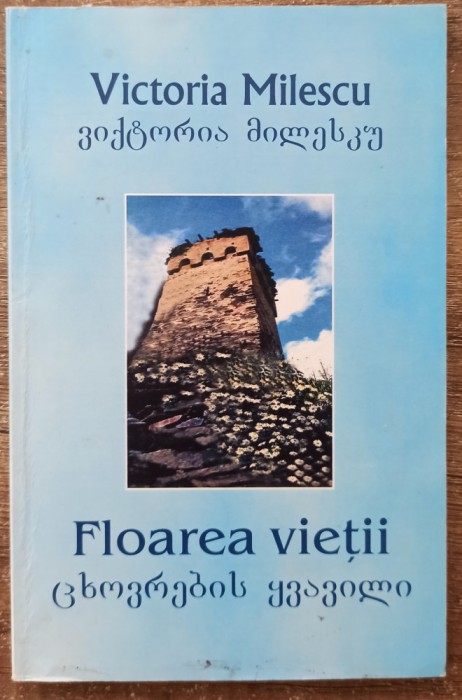 Victoria Milescu
ვიქტორია მილესკუ
Floarea vieții
ცხოვრების ყვავილი